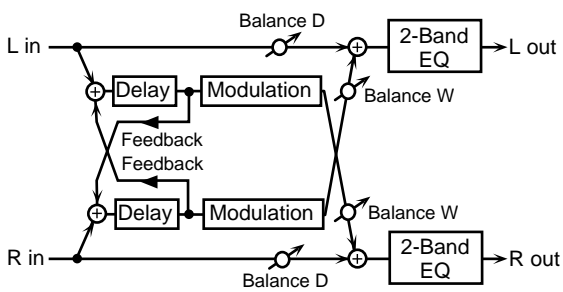 Balance D
L in
2-Band
EQ
L out
Delay
Modulation
Balance W
Feedback
Feedback
Delay
Modulation
Balance W
R in
2-Band
EQ
R out
Balance D